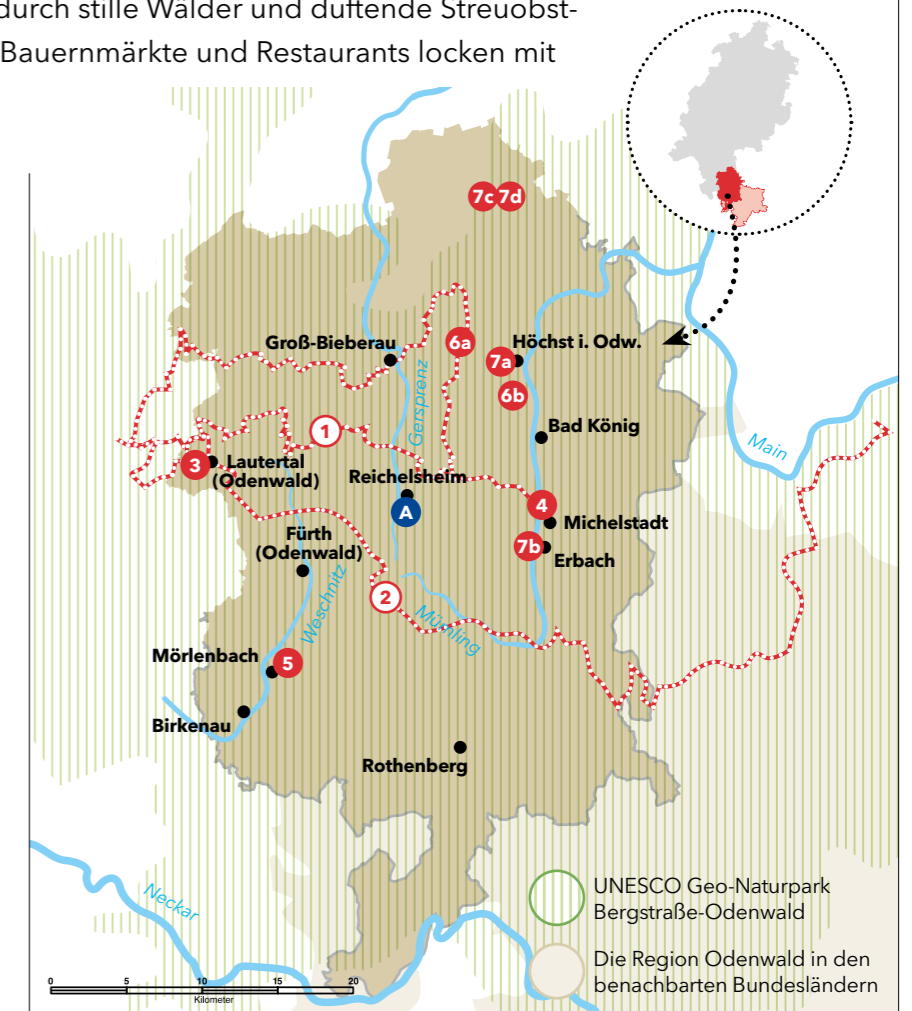 durch stille Wälder und duftende Streuobst-
Bauernmärkte und Restaurants locken mit
7c 7d
Groß-Bieberau
6a
Höchst i. Odw.
7a
6b
Gersprenz
1
Bad König
Main
3
Lautertal
(Odenwald)
Reichelsheim
A
4
Michelstadt
7b
Erbach
Fürth
(Odenwald)
2
Weschnitz
Mümling
Mörlenbach
5
Birkenau
Rothenberg
Neckar
UNESCO Geo-Naturpark
Bergstraße-Odenwald
Die Region Odenwald in den
benachbarten Bundesländern
0 5 10 15 20
Kilometer